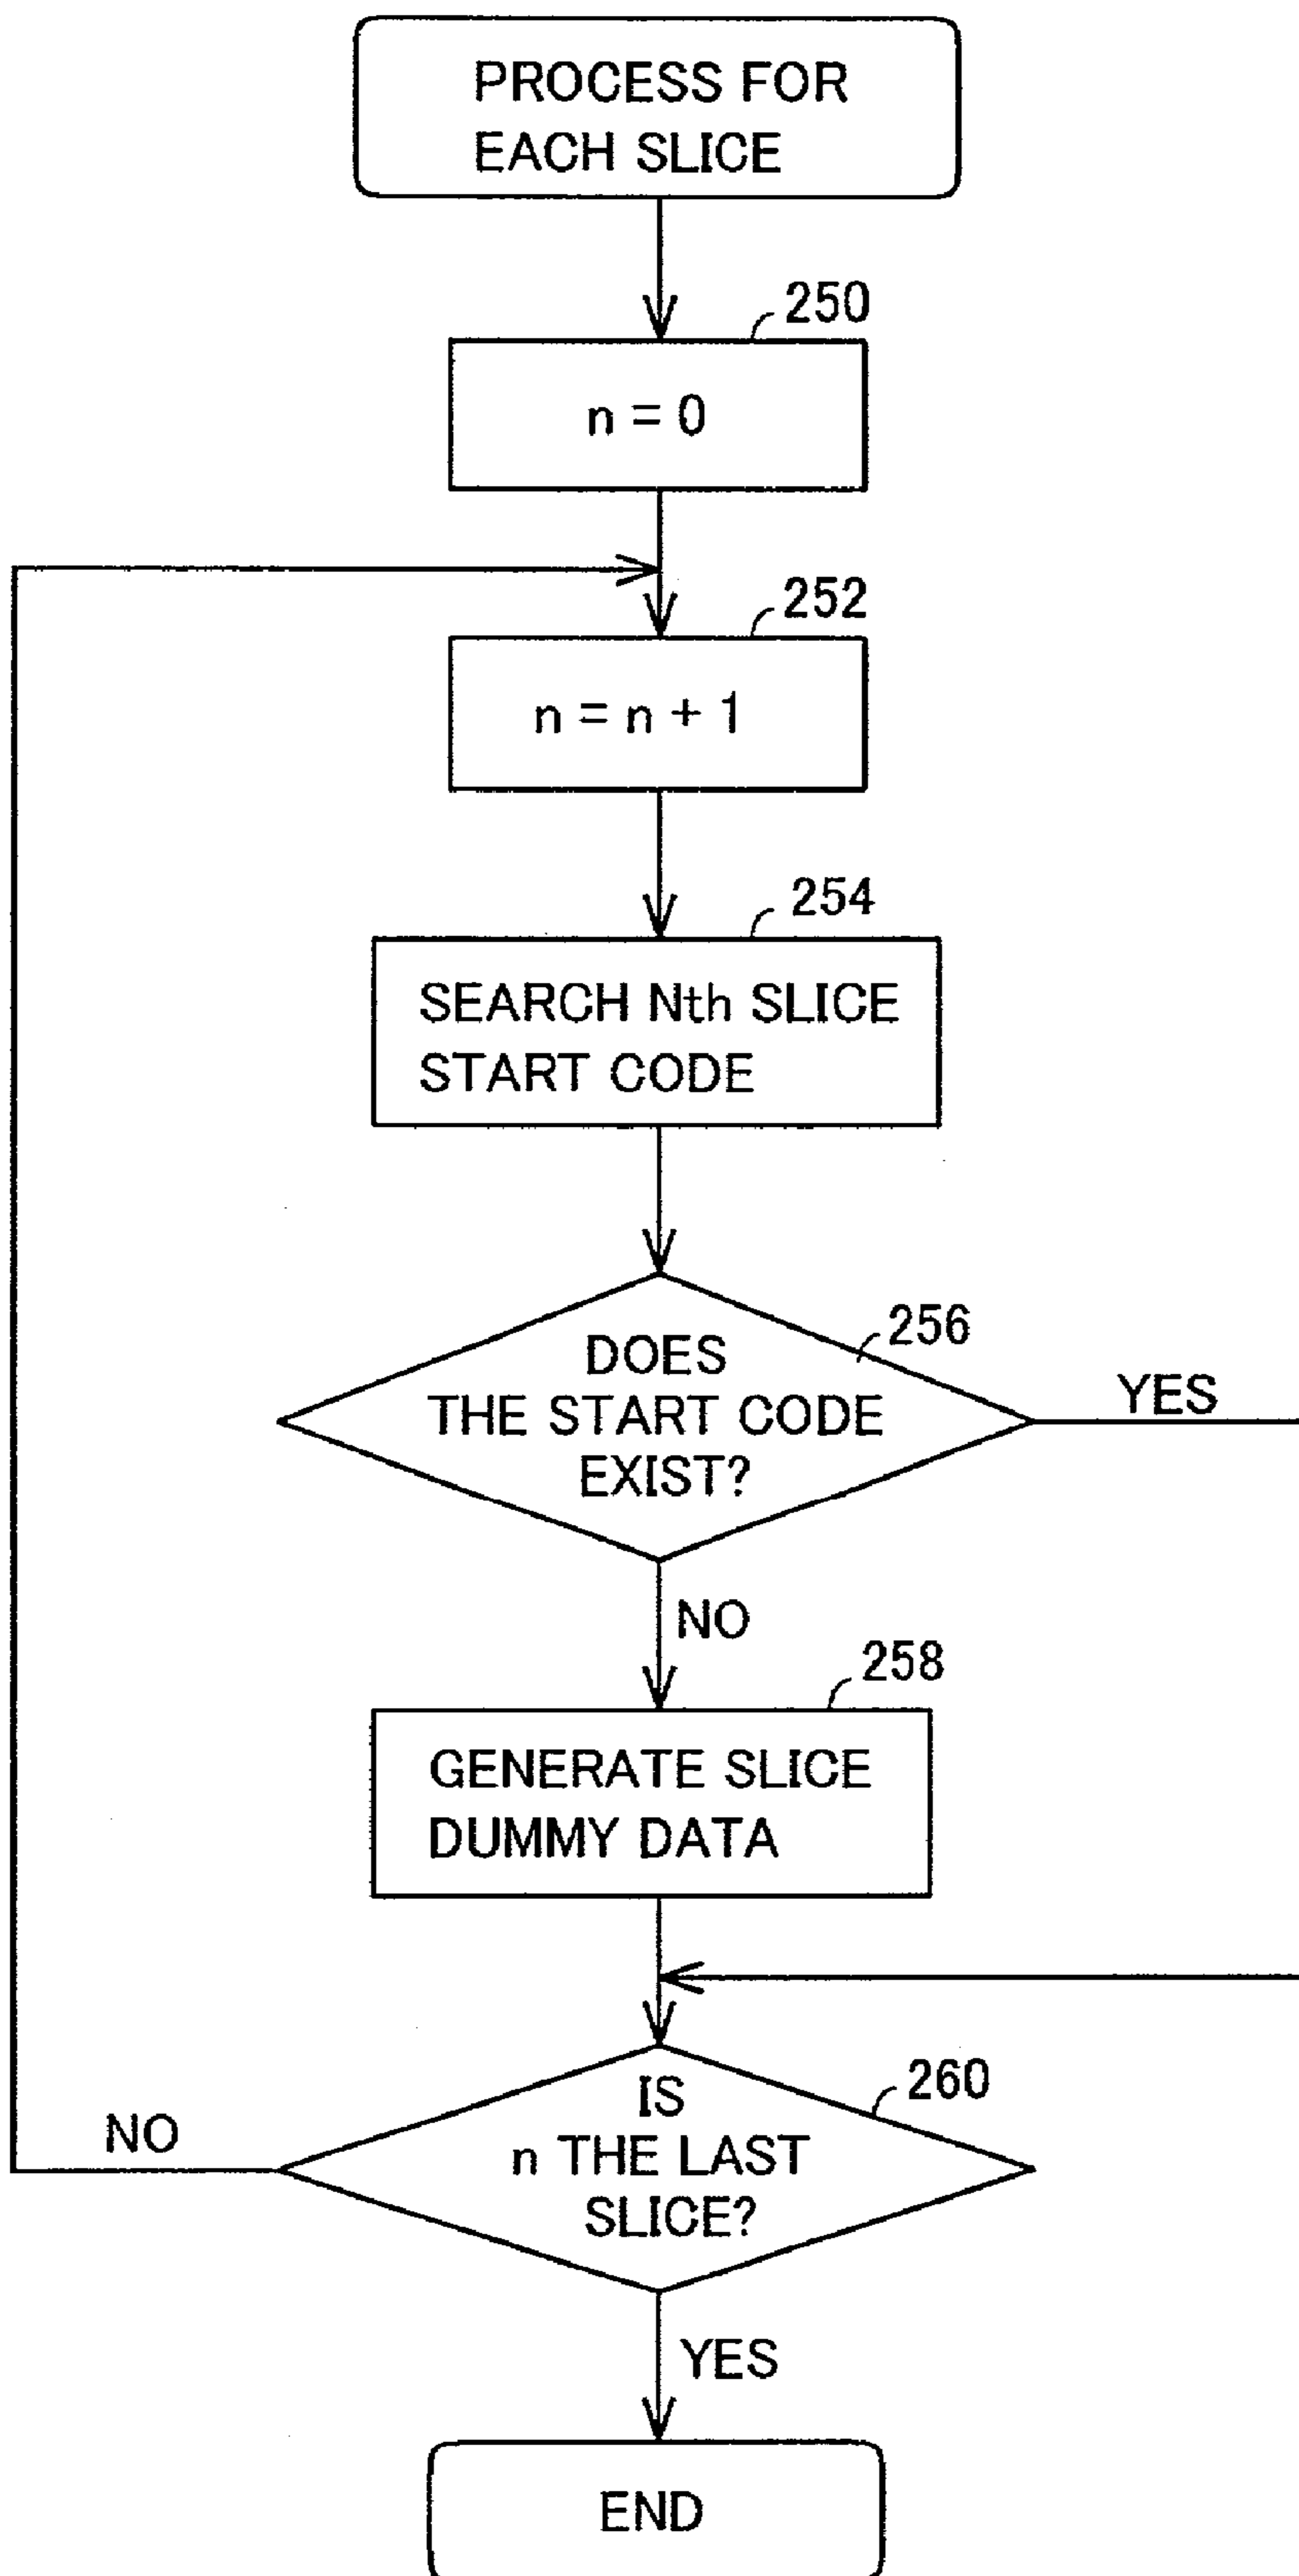 PROCESS FOR
EACH SLICE
250
n = 0
252
n = n + 1
254
SEARCH Nth SLICE
START CODE
256
DOES
THE START CODE
EXIST?
YES
NO
258
GENERATE SLICE
DUMMY DATA
260
IS
n THE LAST
SLICE?
NO
YES
END